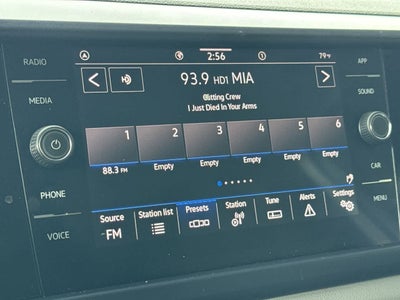 RADIO
MEDIA
PHONE
VOICE
2:56
1
79°F
93.9 HD1 MIA
Cutting Crew
I Just Died In Your Arms
1 2 3 4 5 6
88.3 FM Empty Empty Empty Empty Empty
Source Station list Presets Station Tune Alerts Settings
FM
APP
SOUND
CAR
MENU